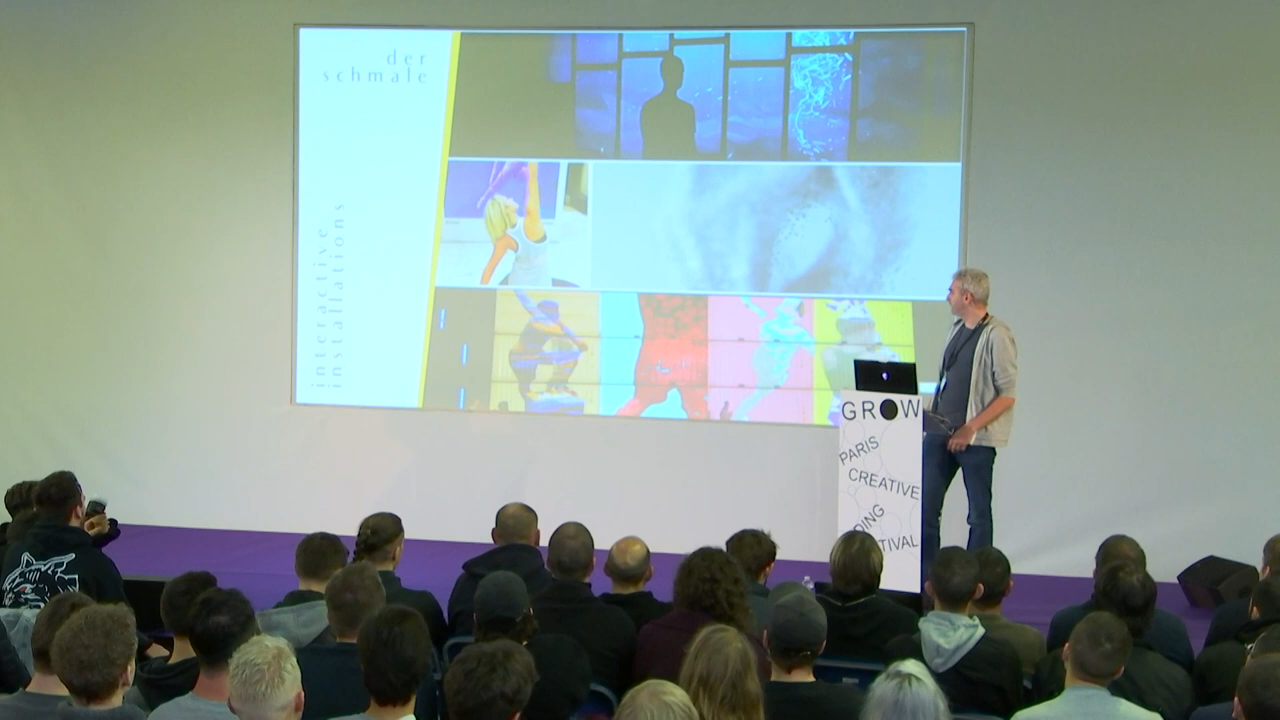 der
schmale
interactive
installations
GROW
PARIS
CREATIVE
DING
TIVAL